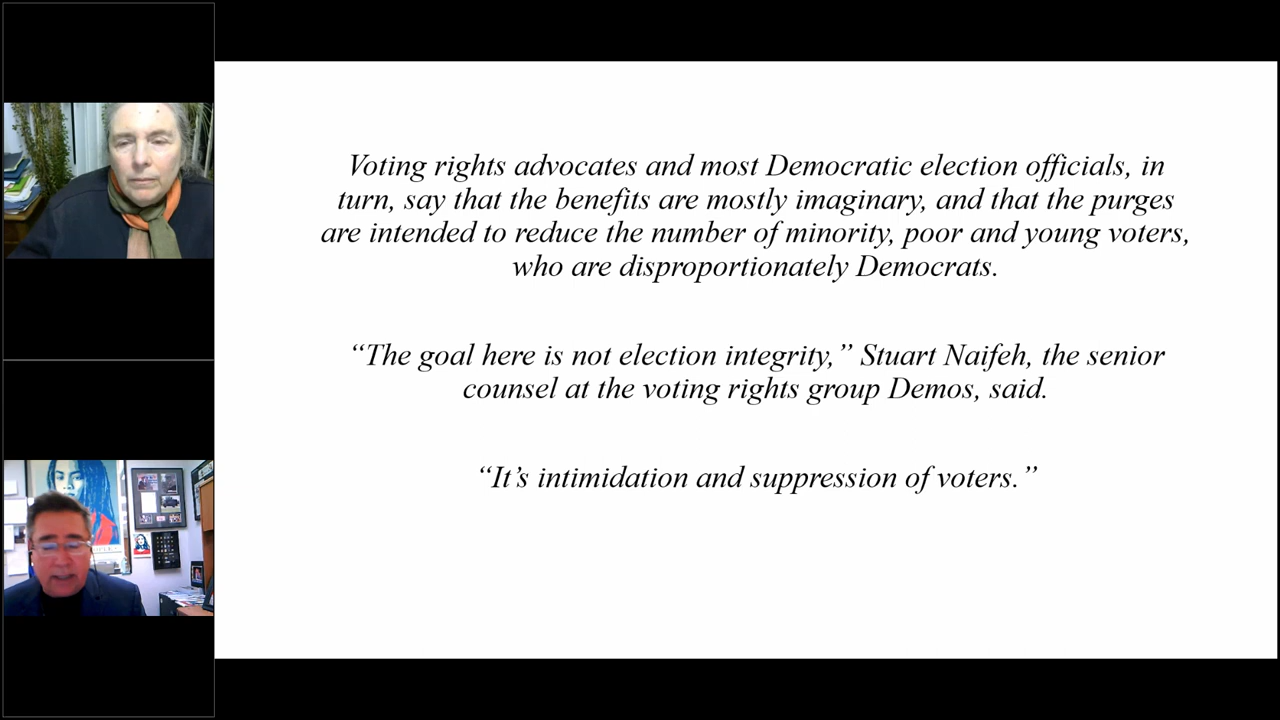 Voting rights advocates and most Democratic election officials, in
turn, say that the benefits are mostly imaginary, and that the purges
are intended to reduce the number of minority, poor and young voters,
who are disproportionately Democrats.
“The goal here is not election integrity,” Stuart Naifeh, the senior
counsel at the voting rights group Demos, said.
“It’s intimidation and suppression of voters.”